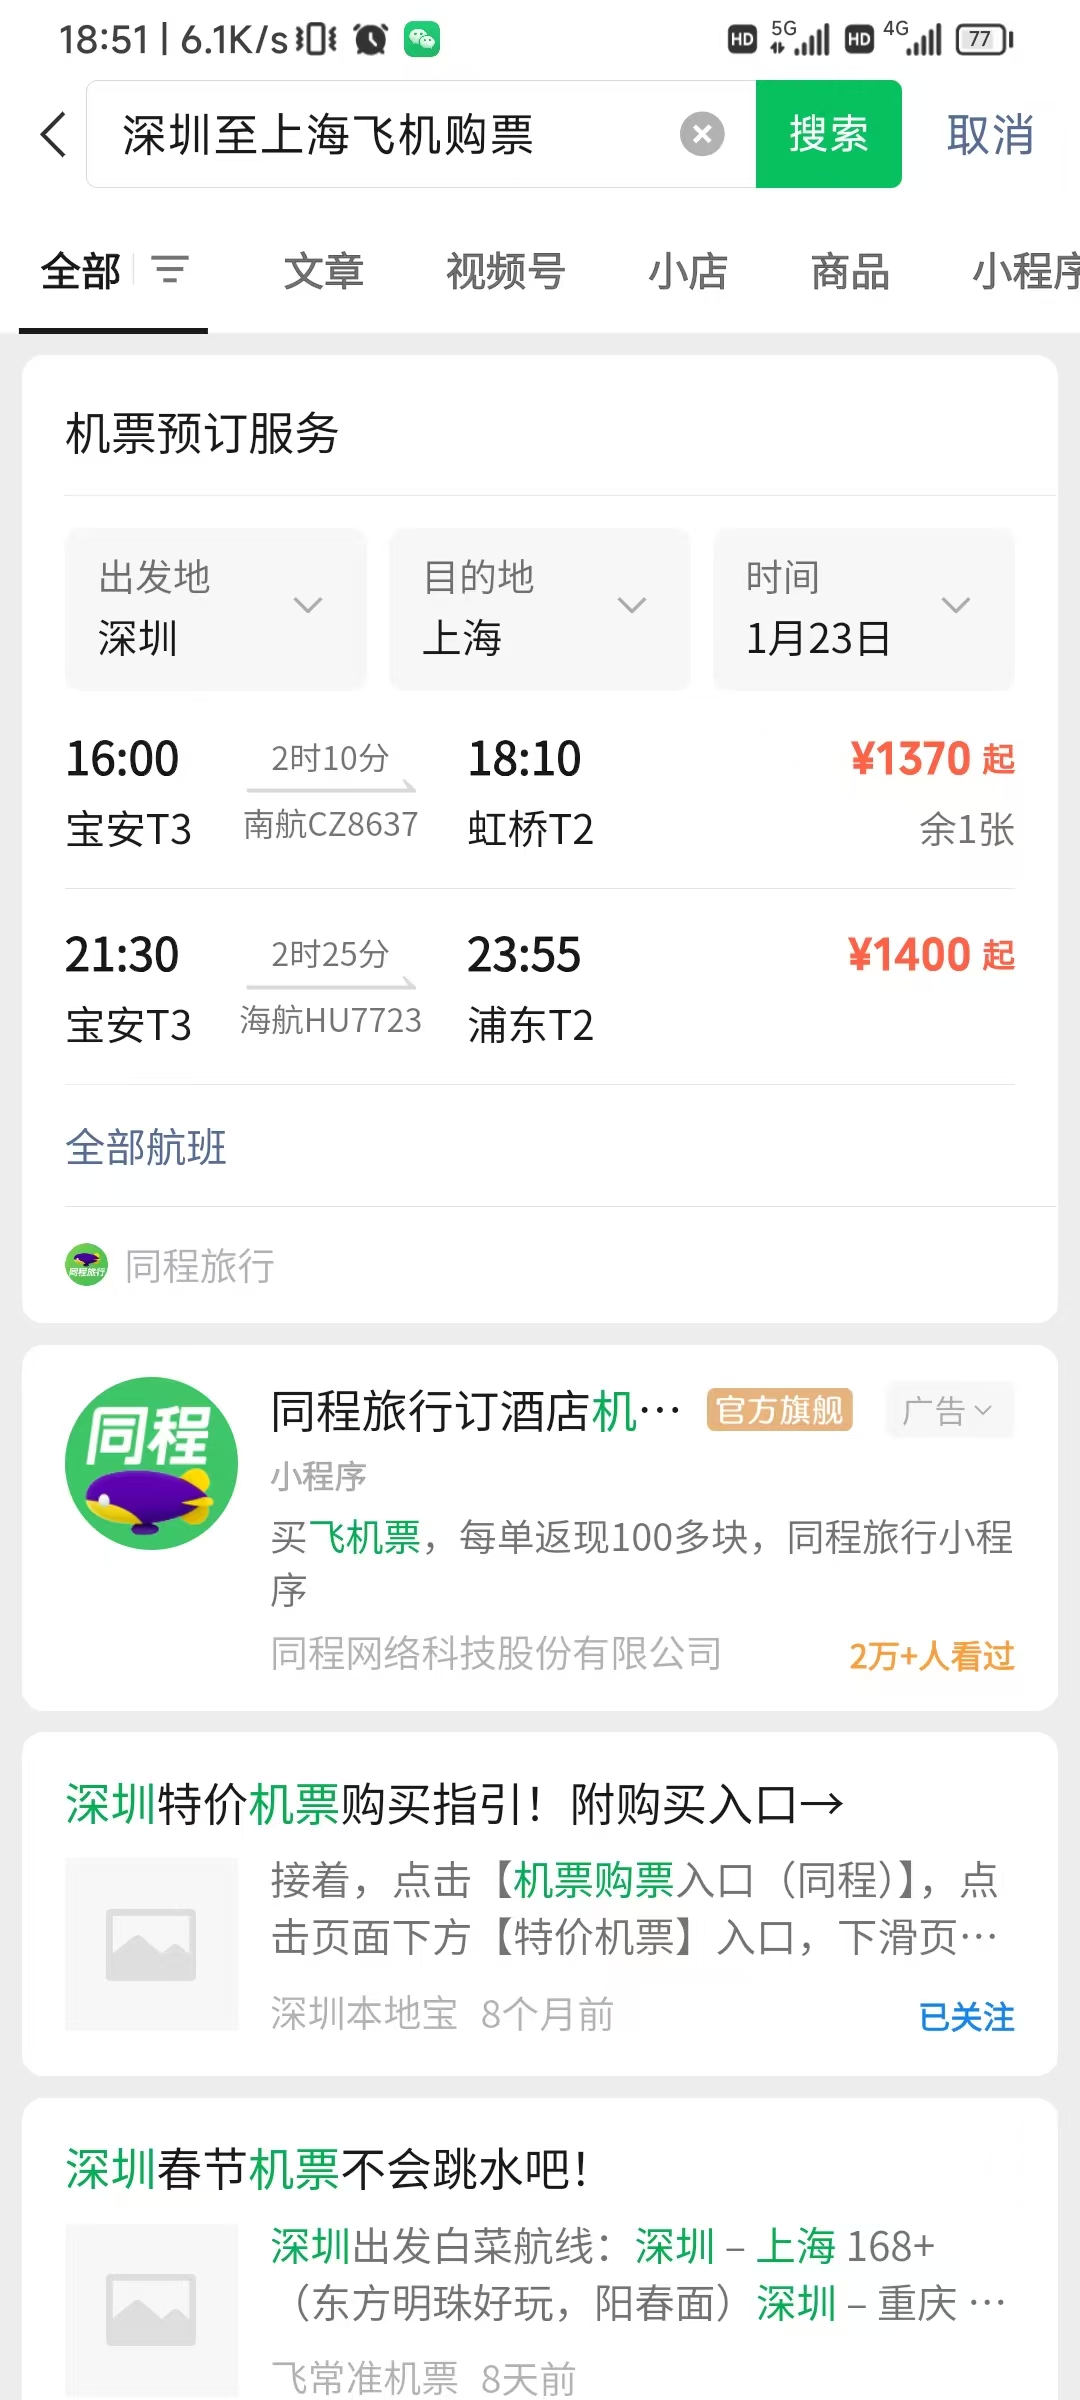 18:51 | 6.1K/s
HD 5G HD 4G 77
深圳至上海飞机购票 搜索 取消
全部 文章 视频号 小店 商品 小程序
机票预订服务
出发地 目的地 时间
深圳 上海 1月23日
16:00 2时10分 18:10 ¥1370 起
宝安T3 南航CZ8637 虹桥T2 余1张
21:30 2时25分 23:55 ¥1400 起
宝安T3 海航HU7723 浦东T2
全部航班
同程旅行 同程旅行
同程
同程旅行订酒店机… 官方旗舰 广告
小程序
买飞机票，每单返现100多块，同程旅行小程
序
同程网络科技股份有限公司 2万+人看过
深圳特价机票购买指引！附购买入口→
接着，点击【机票购票入口（同程）】，点
击页面下方【特价机票】入口，下滑页…
深圳本地宝 8个月前 已关注
深圳春节机票不会跳水吧！
深圳出发白菜航线：深圳 – 上海 168+
（东方明珠好玩，阳春面）深圳 – 重庆 …
飞常准机票 8天前